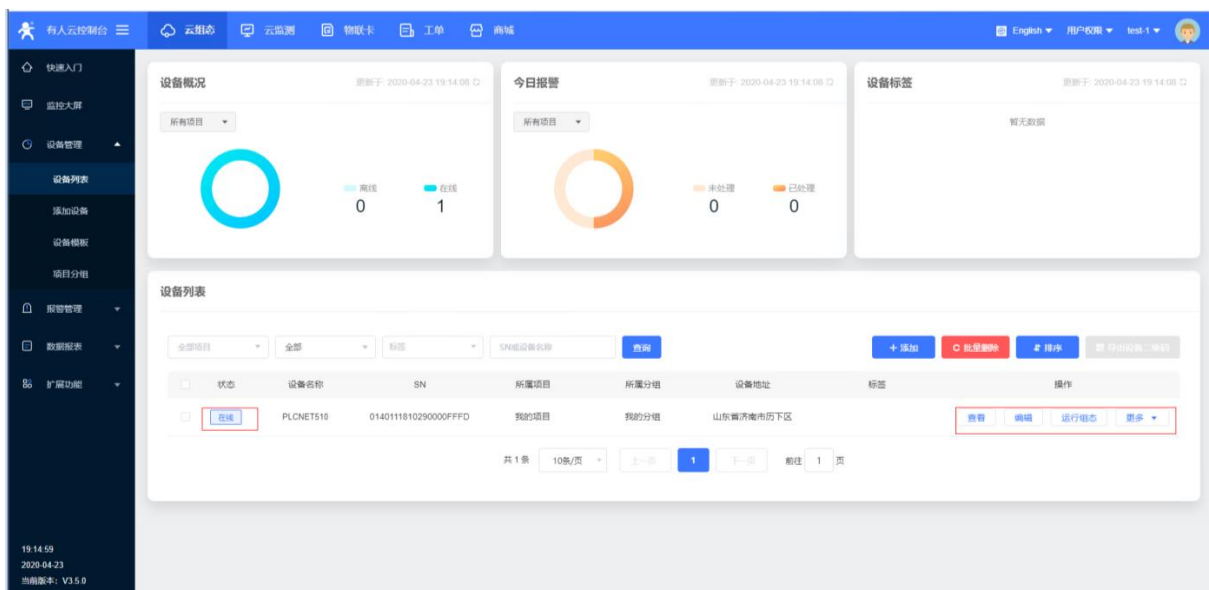 有人云控制台 云组态 云监测 物联卡 工单 商城 English 用户权限 test-1
快速入门
监控大屏
设备管理
设备列表
添加设备
设备模板
项目分组
报警管理
数据报表
扩展功能
19:14:59
2020-04-23
当前版本：V3.5.0
设备概况 更新于: 2020-04-23 19:14:08
所有项目
离线 在线
0 1
今日报警 更新于: 2020-04-23 19:14:08
所有项目
未处理 已处理
0 0
设备标签 更新于: 2020-04-23 19:14:08
暂无数据
设备列表
全部项目 全部 标签 SN或设备名称 查询 + 添加 批量删除 排序 导出设备二维码
状态 设备名称 SN 所属项目 所属分组 设备地址 标签 操作
在线 PLCNET510 0140111810290000FFFD 我的项目 我的分组 山东省济南市历下区 查看 编辑 运行组态 更多
共 1 条 10条/页 上一页 1 下一页 前往 1 页